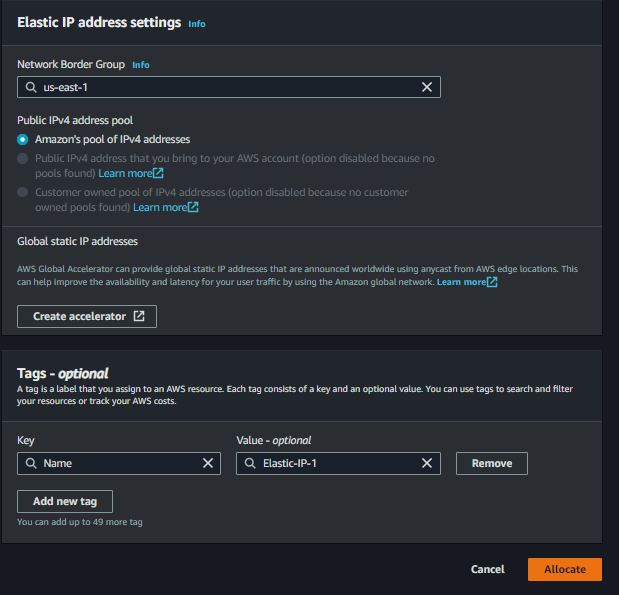 Elastic IP address settings Info
Network Border Group Info
us-east-1
Public IPv4 address pool
Amazon's pool of IPv4 addresses
Public IPv4 address that you bring to your AWS account (option disabled because no
pools found) Learn more
Customer owned pool of IPv4 addresses (option disabled because no customer
owned pools found) Learn more
Global static IP addresses
AWS Global Accelerator can provide global static IP addresses that are announced worldwide using anycast from AWS edge locations. This
can help improve the availability and latency for your user traffic by using the Amazon global network. Learn more
Create accelerator
Tags - optional
A tag is a label that you assign to an AWS resource. Each tag consists of a key and an optional value. You can use tags to search and filter
your resources or track your AWS costs.
Key Value - optional
Name Elastic-IP-1 Remove
Add new tag
You can add up to 49 more tag
Cancel Allocate